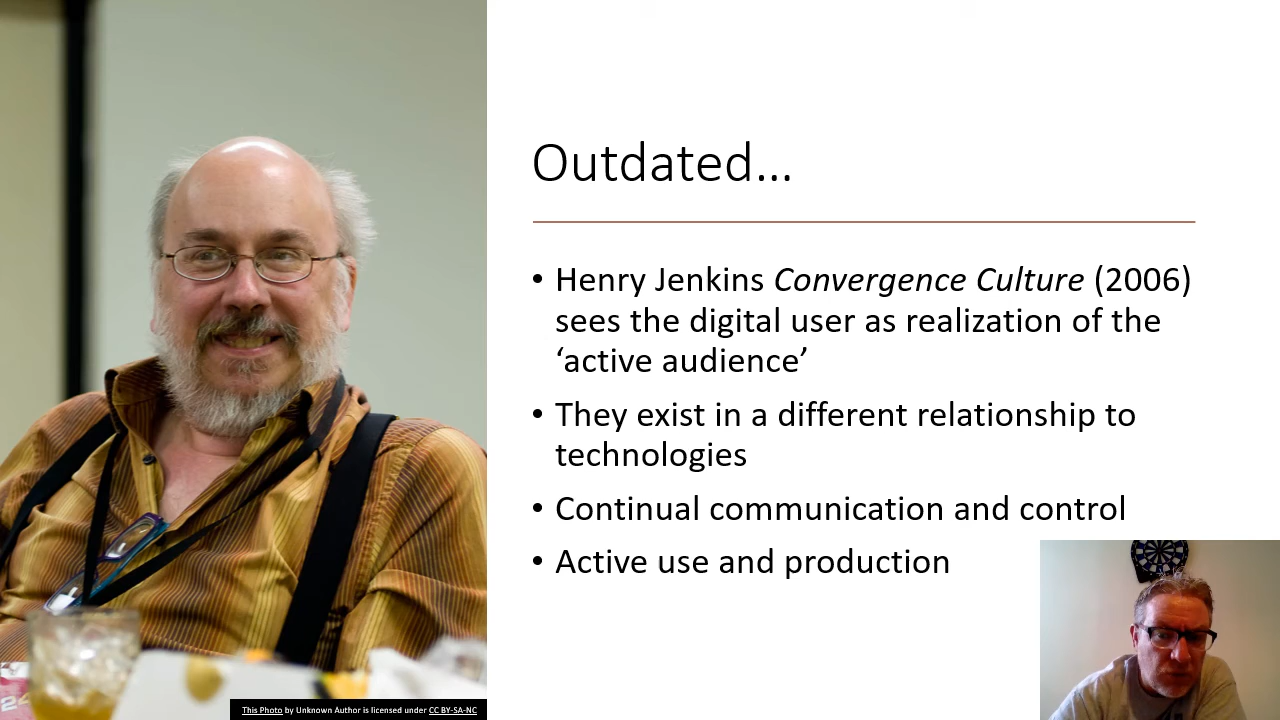 Outdated...
• Henry Jenkins Convergence Culture (2006)
sees the digital user as realization of the
‘active audience’
• They exist in a different relationship to
technologies
• Continual communication and control
• Active use and production
24
This Photo by Unknown Author is licensed under CC BY-SA-NC